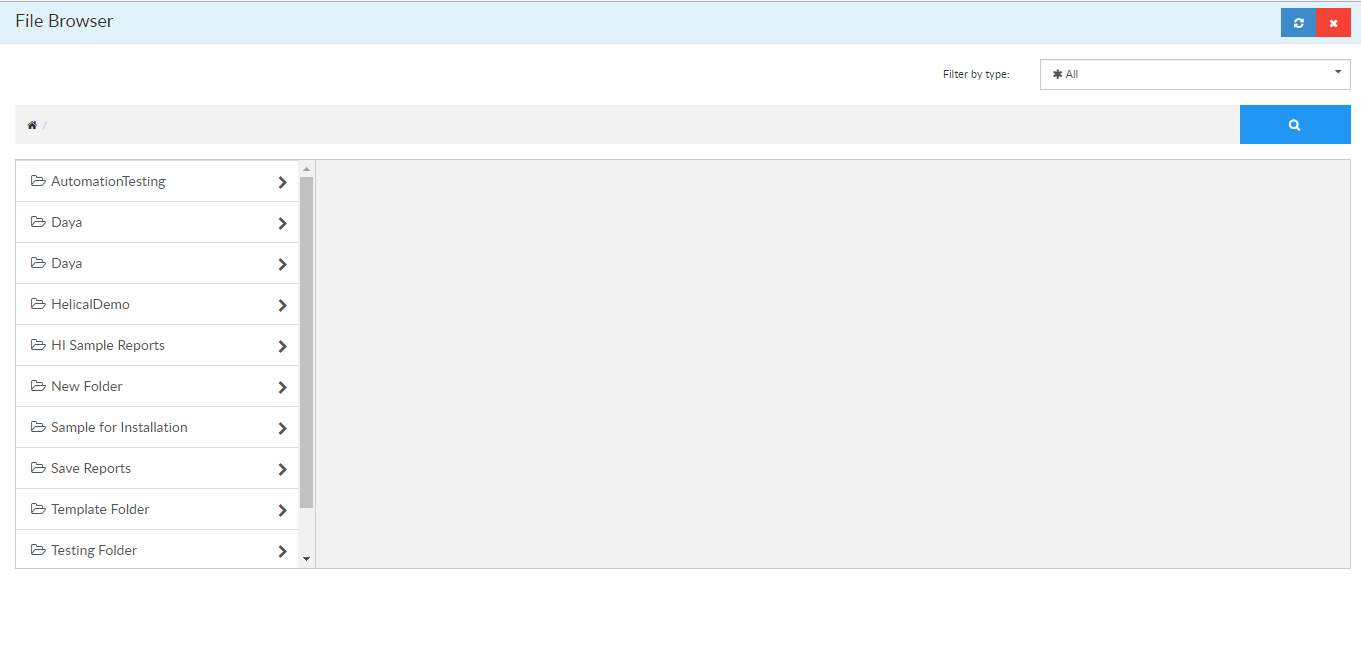 File Browser
Filter by type:
All
/
AutomationTesting
Daya
Daya
HelicalDemo
HI Sample Reports
New Folder
Sample for Installation
Save Reports
Template Folder
Testing Folder